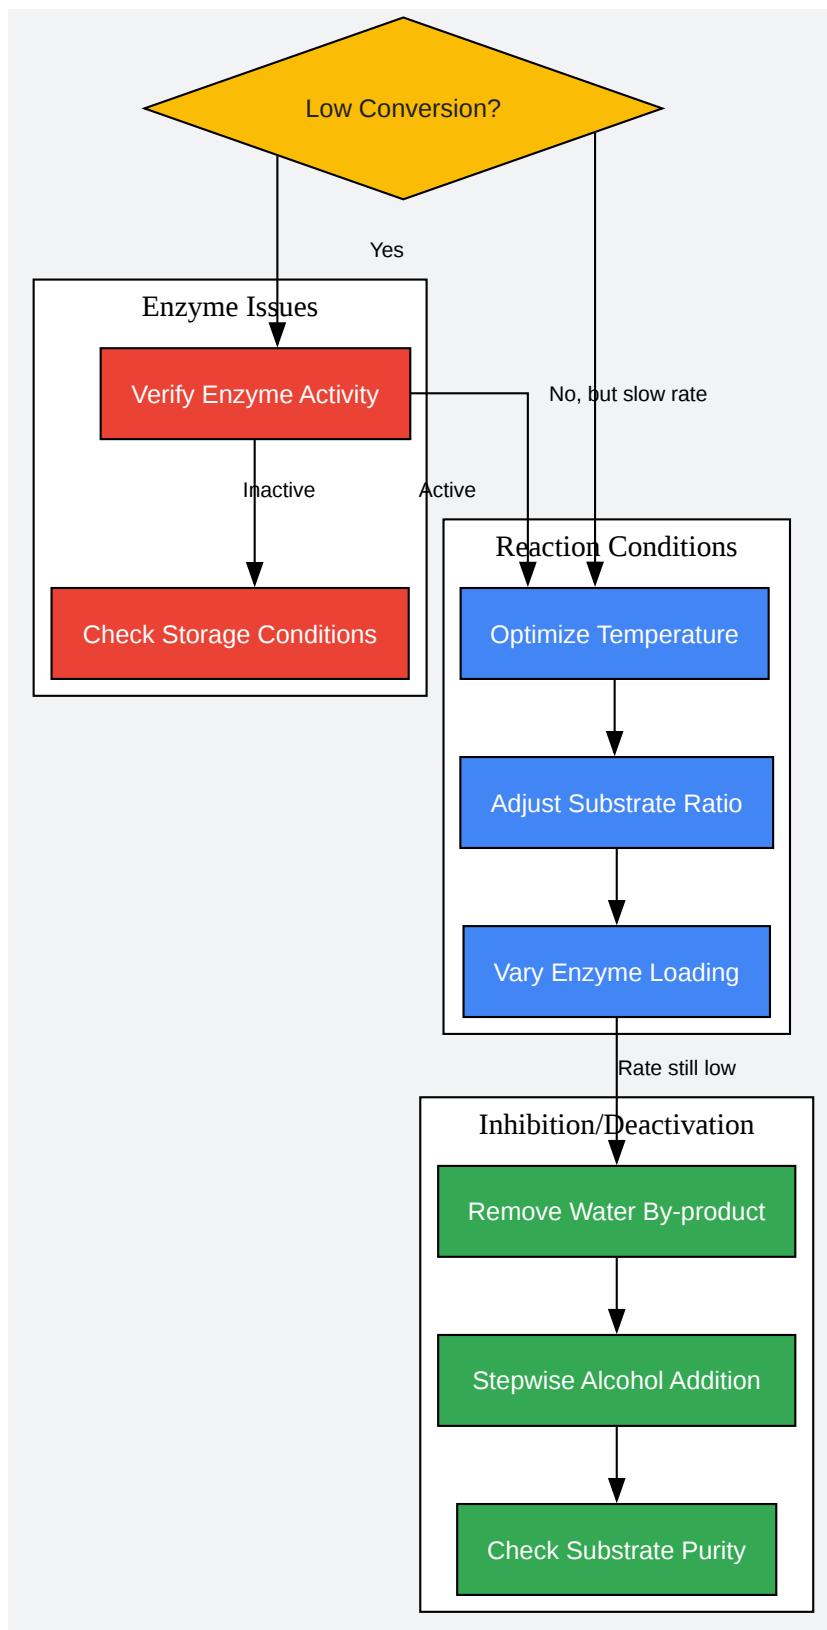 Low Conversion?
Yes
Enzyme Issues
Verify Enzyme Activity
No, but slow rate
Inactive
Active
Reaction Conditions
Check Storage Conditions
Optimize Temperature
Adjust Substrate Ratio
Vary Enzyme Loading
Rate still low
Inhibition/Deactivation
Remove Water By-product
Stepwise Alcohol Addition
Check Substrate Purity